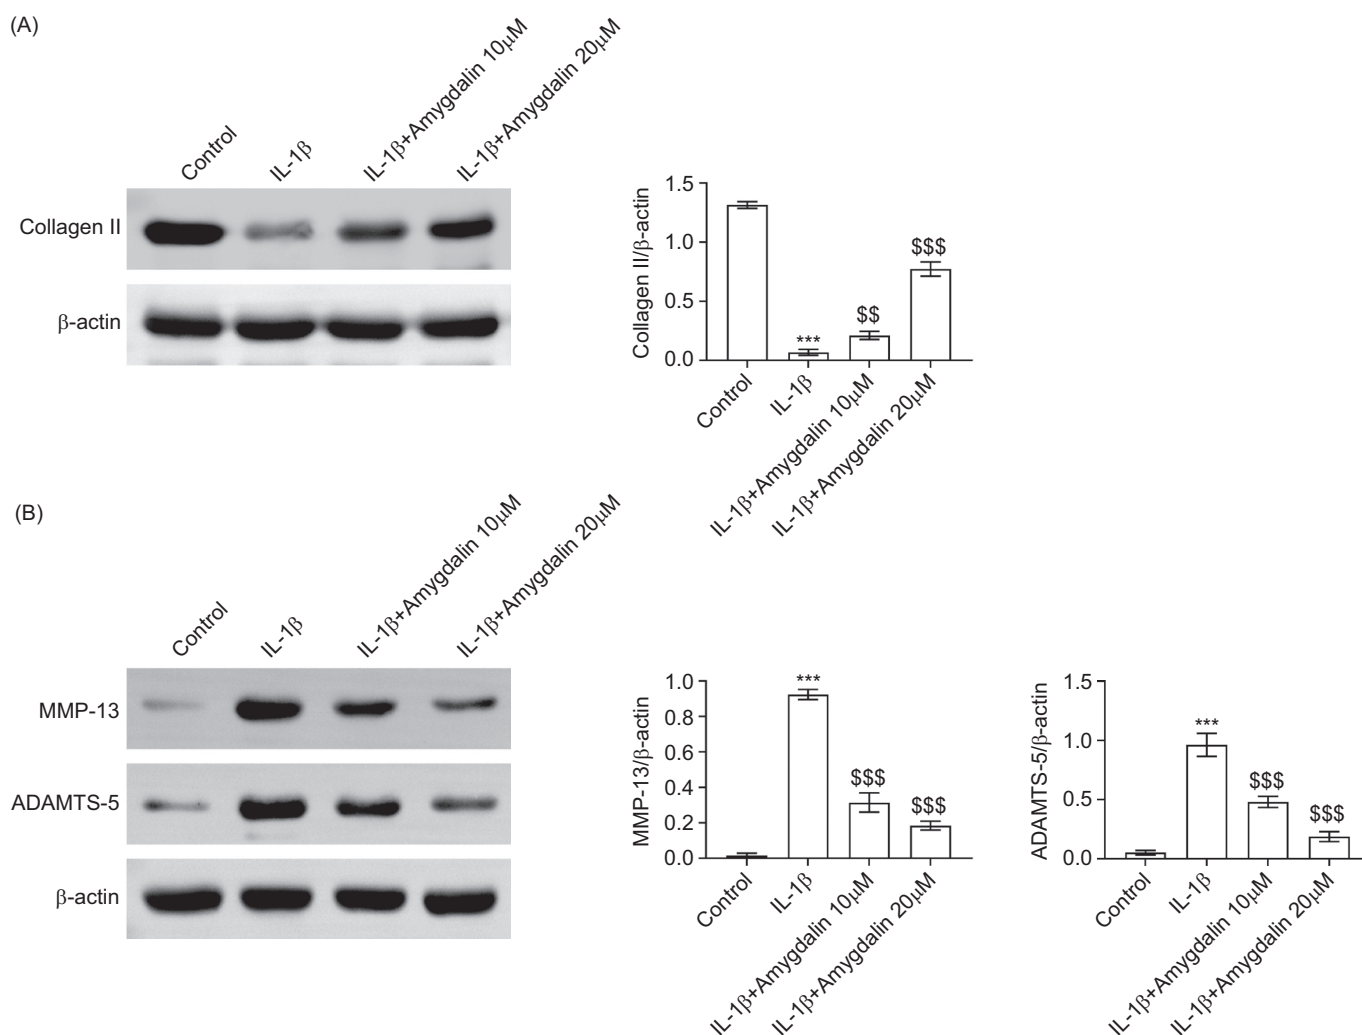 (A)
Control
IL-1β
IL-1β+Amygdalin 10μM
IL-1β+Amygdalin 20μM
Collagen II
β-actin
Collagen II/β-actin
1.5
1.0
0.5
0.0
***
$$
$$$
Control
IL-1β
IL-1β+Amygdalin 10μM
IL-1β+Amygdalin 20μM
(B)
Control
IL-1β
IL-1β+Amygdalin 10μM
IL-1β+Amygdalin 20μM
MMP-13
ADAMTS-5
β-actin
MMP-13/β-actin
1.0
0.8
0.6
0.4
0.2
0.0
***
$$$
$$$
Control
IL-1β
IL-1β+Amygdalin 10μM
IL-1β+Amygdalin 20μM
ADAMTS-5/β-actin
1.5
1.0
0.5
0.0
***
$$$
$$$
Control
IL-1β
IL-1β+Amygdalin 10μM
IL-1β+Amygdalin 20μM